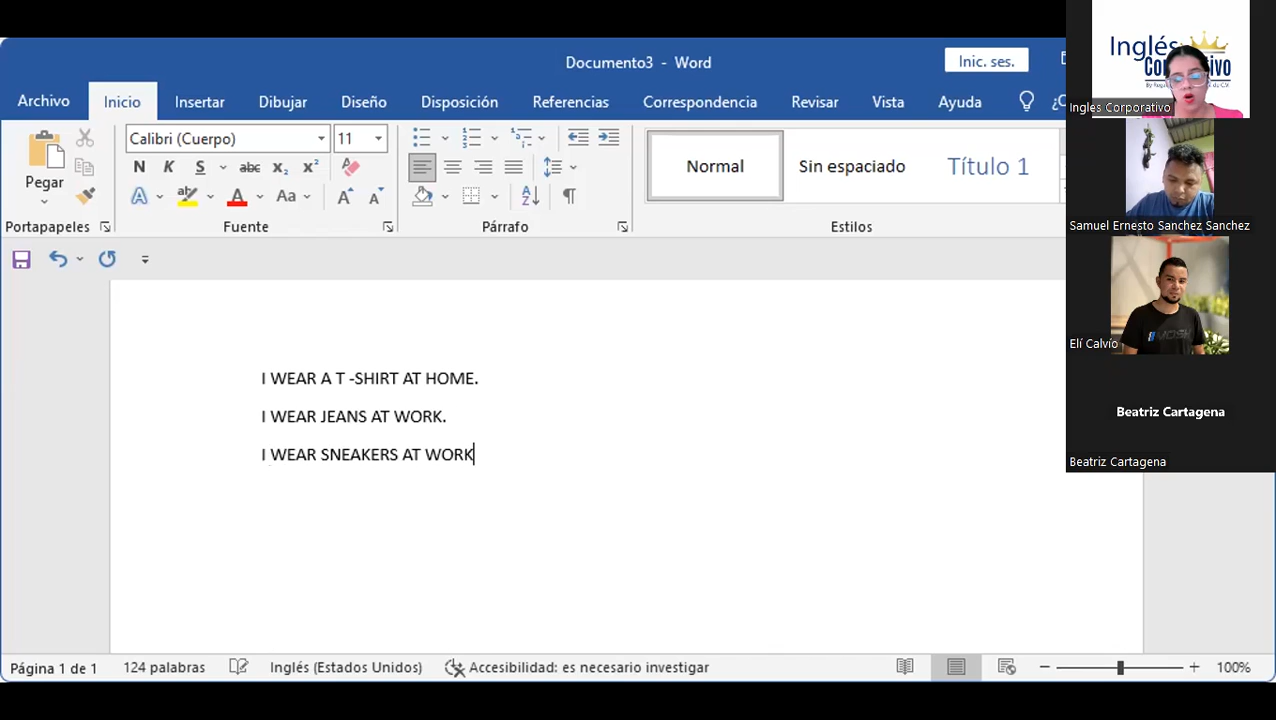 Documento3 - Word
Inic. ses.
Archivo
Inicio
Insertar
Dibujar
Diseño
Disposición
Referencias
Correspondencia
Revisar
Vista
Ayuda
Pegar
Portapapeles
Calibri (Cuerpo)
11
N K S abc x₂ x²
A ab A Aa A A
Fuente
Párrafo
Normal
Sin espaciado
Título 1
Estilos
I WEAR A T -SHIRT AT HOME.
I WEAR JEANS AT WORK.
I WEAR SNEAKERS AT WORK
Página 1 de 1
124 palabras
Inglés (Estados Unidos)
Accesibilidad: es necesario investigar
100%
Inglés
Corporativo
Ingles Corporativo
Samuel Ernesto Sanchez Sanchez
Elí Calvío
Beatriz Cartagena
Beatriz Cartagena